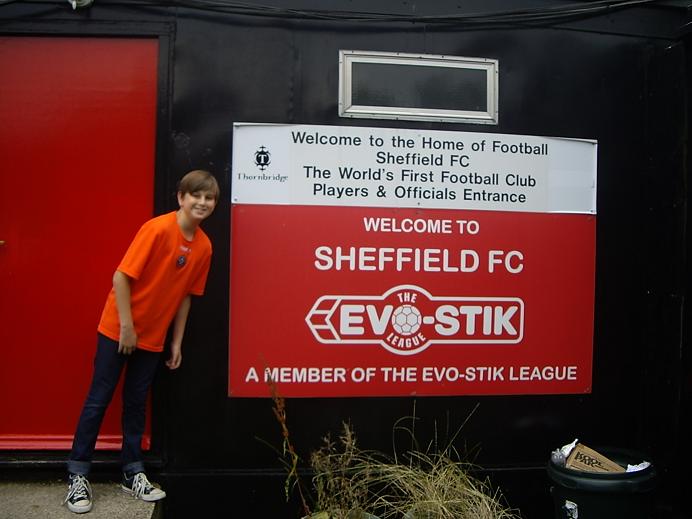 Welcome to the Home of Football
Sheffield FC
The World's First Football Club
Players & Officials Entrance
Thornbridge
WELCOME TO
SHEFFIELD FC
THE
EVO-STIK
LEAGUE
A MEMBER OF THE EVO-STIK LEAGUE